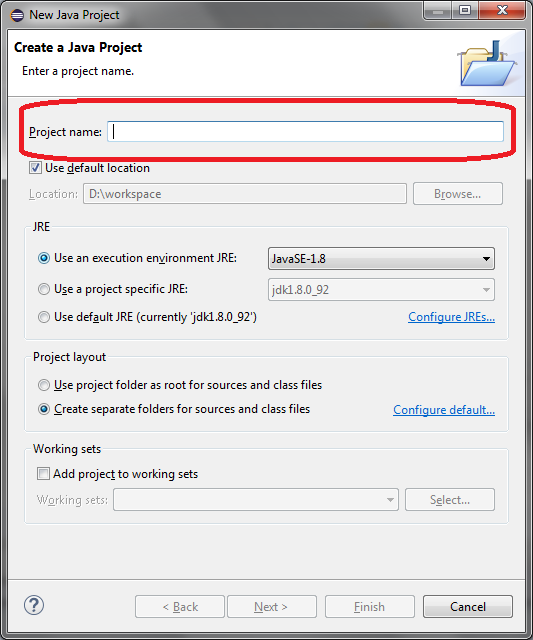 New Java Project
Create a Java Project
Enter a project name.
Project name:
Use default location
Location: D:\workspace Browse...
JRE
Use an execution environment JRE: JavaSE-1.8
Use a project specific JRE: jdk1.8.0_92
Use default JRE (currently 'jdk1.8.0_92') Configure JREs...
Project layout
Use project folder as root for sources and class files
Create separate folders for sources and class files Configure default...
Working sets
Add project to working sets
Working sets: Select...
? < Back Next > Finish Cancel